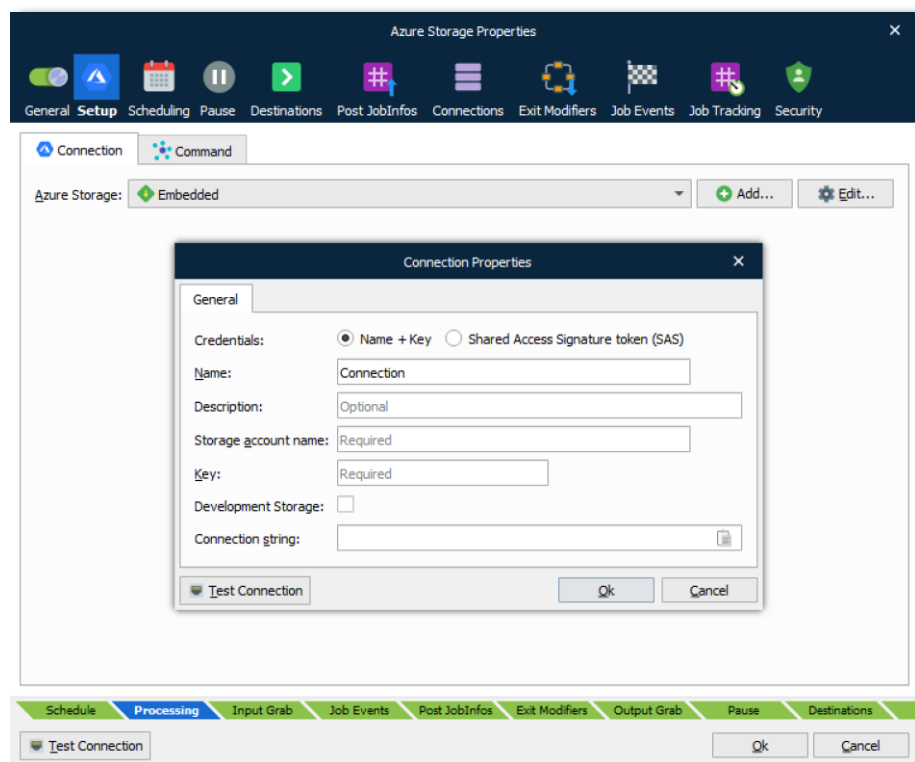 Azure Storage Properties
General Setup Scheduling Pause Destinations Post JobInfos Connections Exit Modifiers Job Events Job Tracking Security
Connection Command
Azure Storage: Embedded Add... Edit...
Connection Properties
General
Credentials: Name + Key Shared Access Signature token (SAS)
Name: Connection
Description: Optional
Storage account name: Required
Key: Required
Development Storage:
Connection string:
Test Connection Ok Cancel
Schedule Processing Input Grab Job Events Post JobInfos Exit Modifiers Output Grab Pause Destinations
Test Connection Ok Cancel